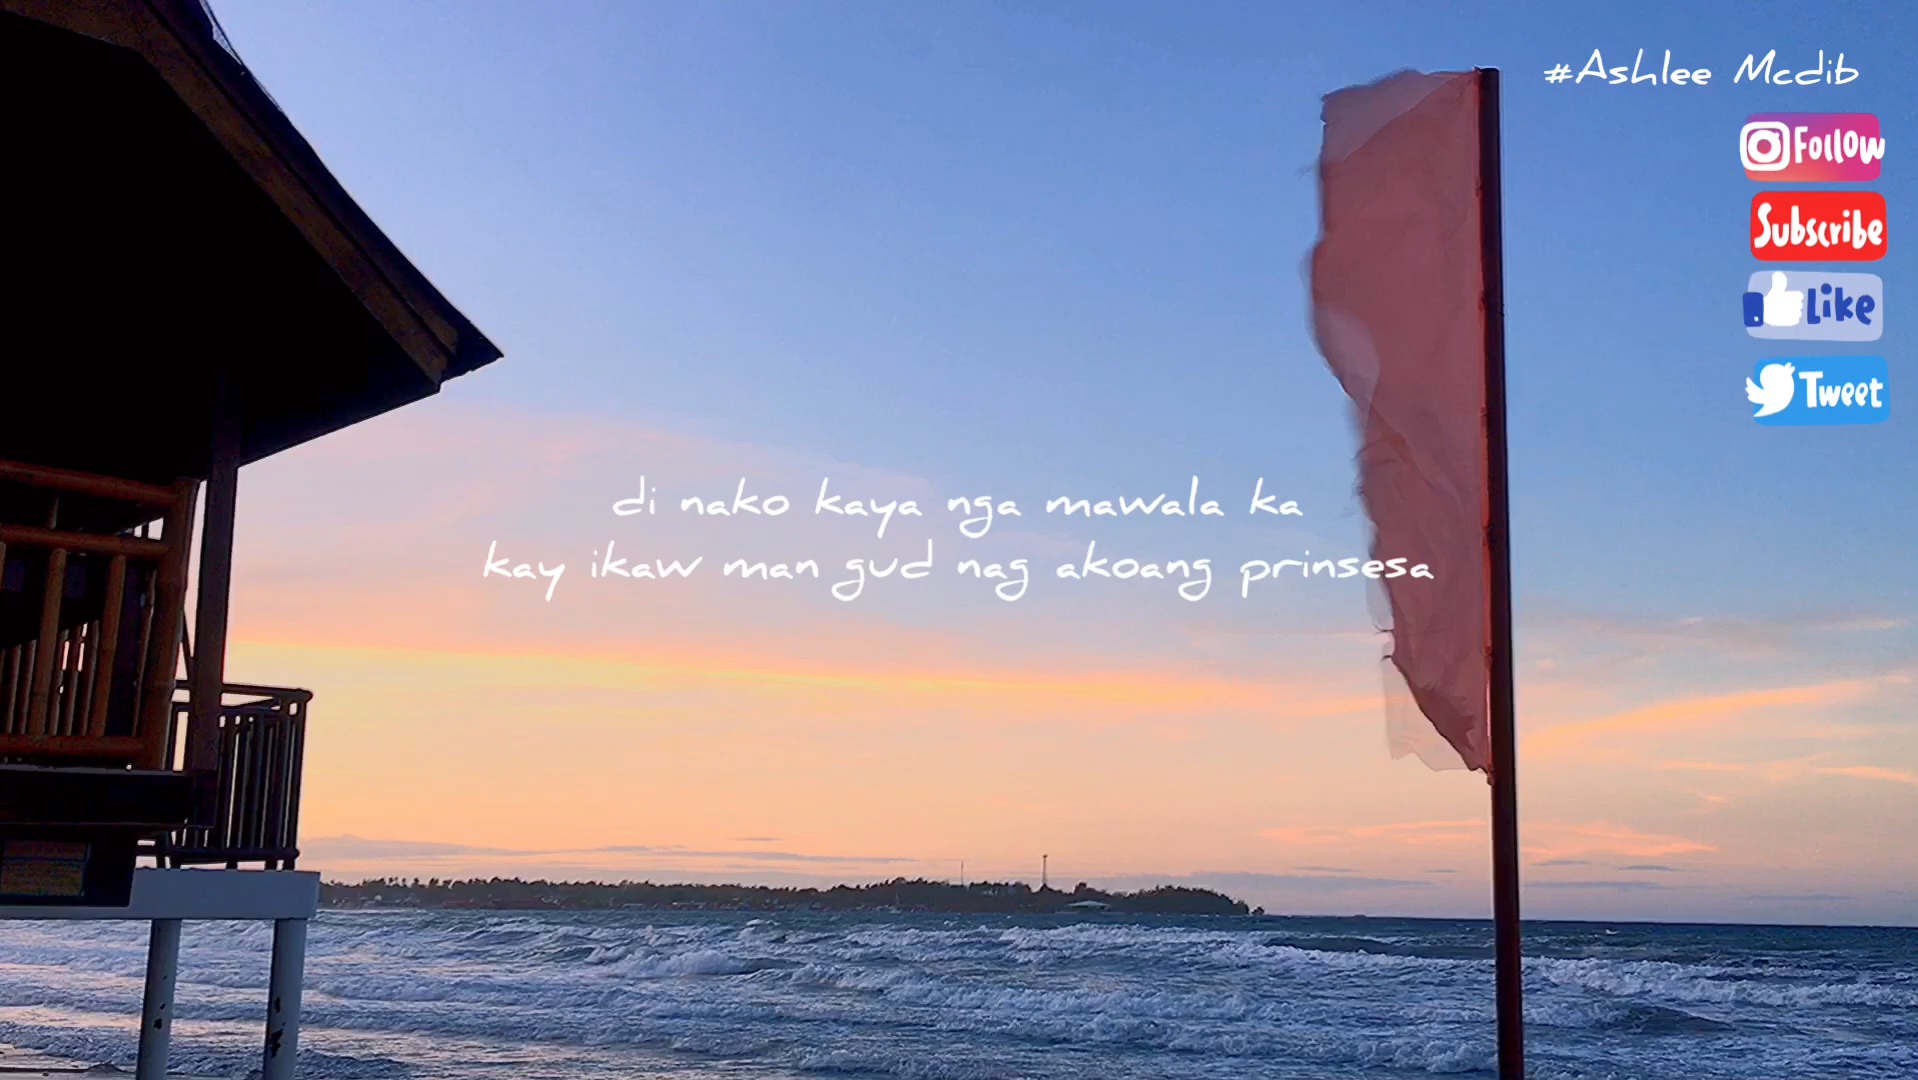 #Ashlee Mcdib
Follow
Subscribe
Like
Tweet
di nako kaya nga mawala ka
kay ikaw man gud nag akoang prinsesa